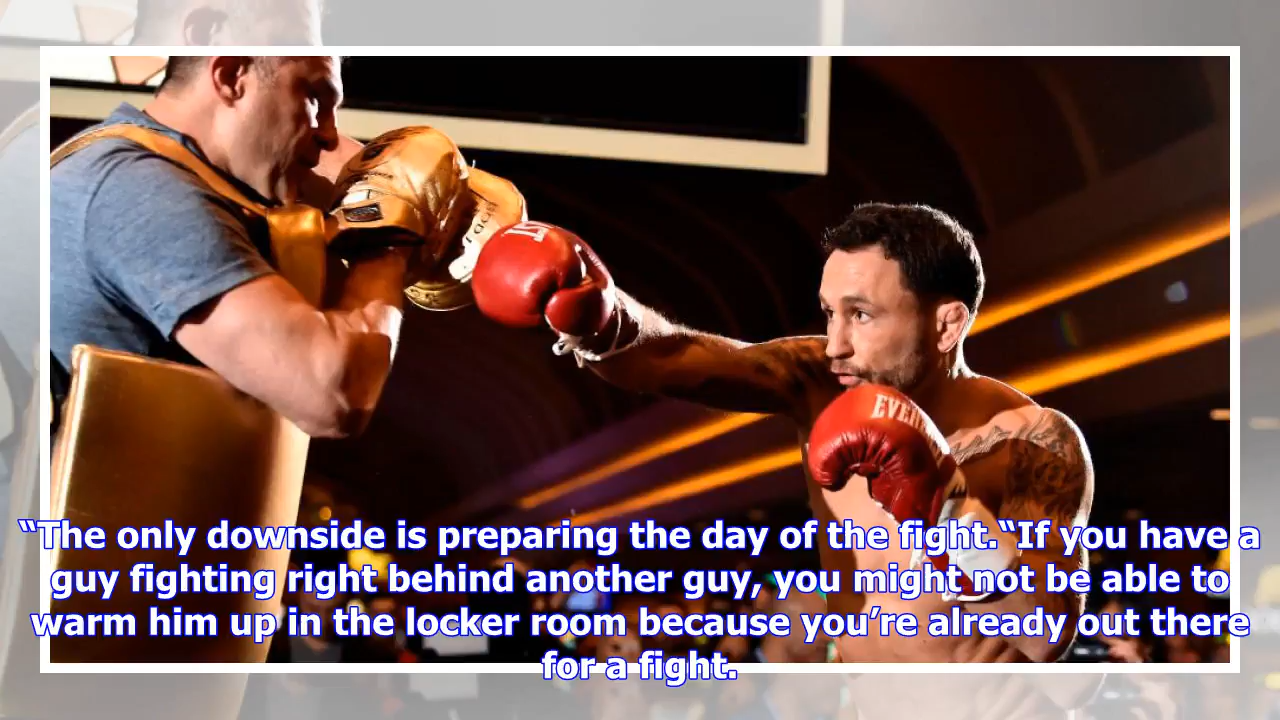 EVERL
“The only downside is preparing the day of the fight.“If you have a
guy fighting right behind another guy, you might not be able to
warm him up in the locker room because you’re already out there
for a fight.